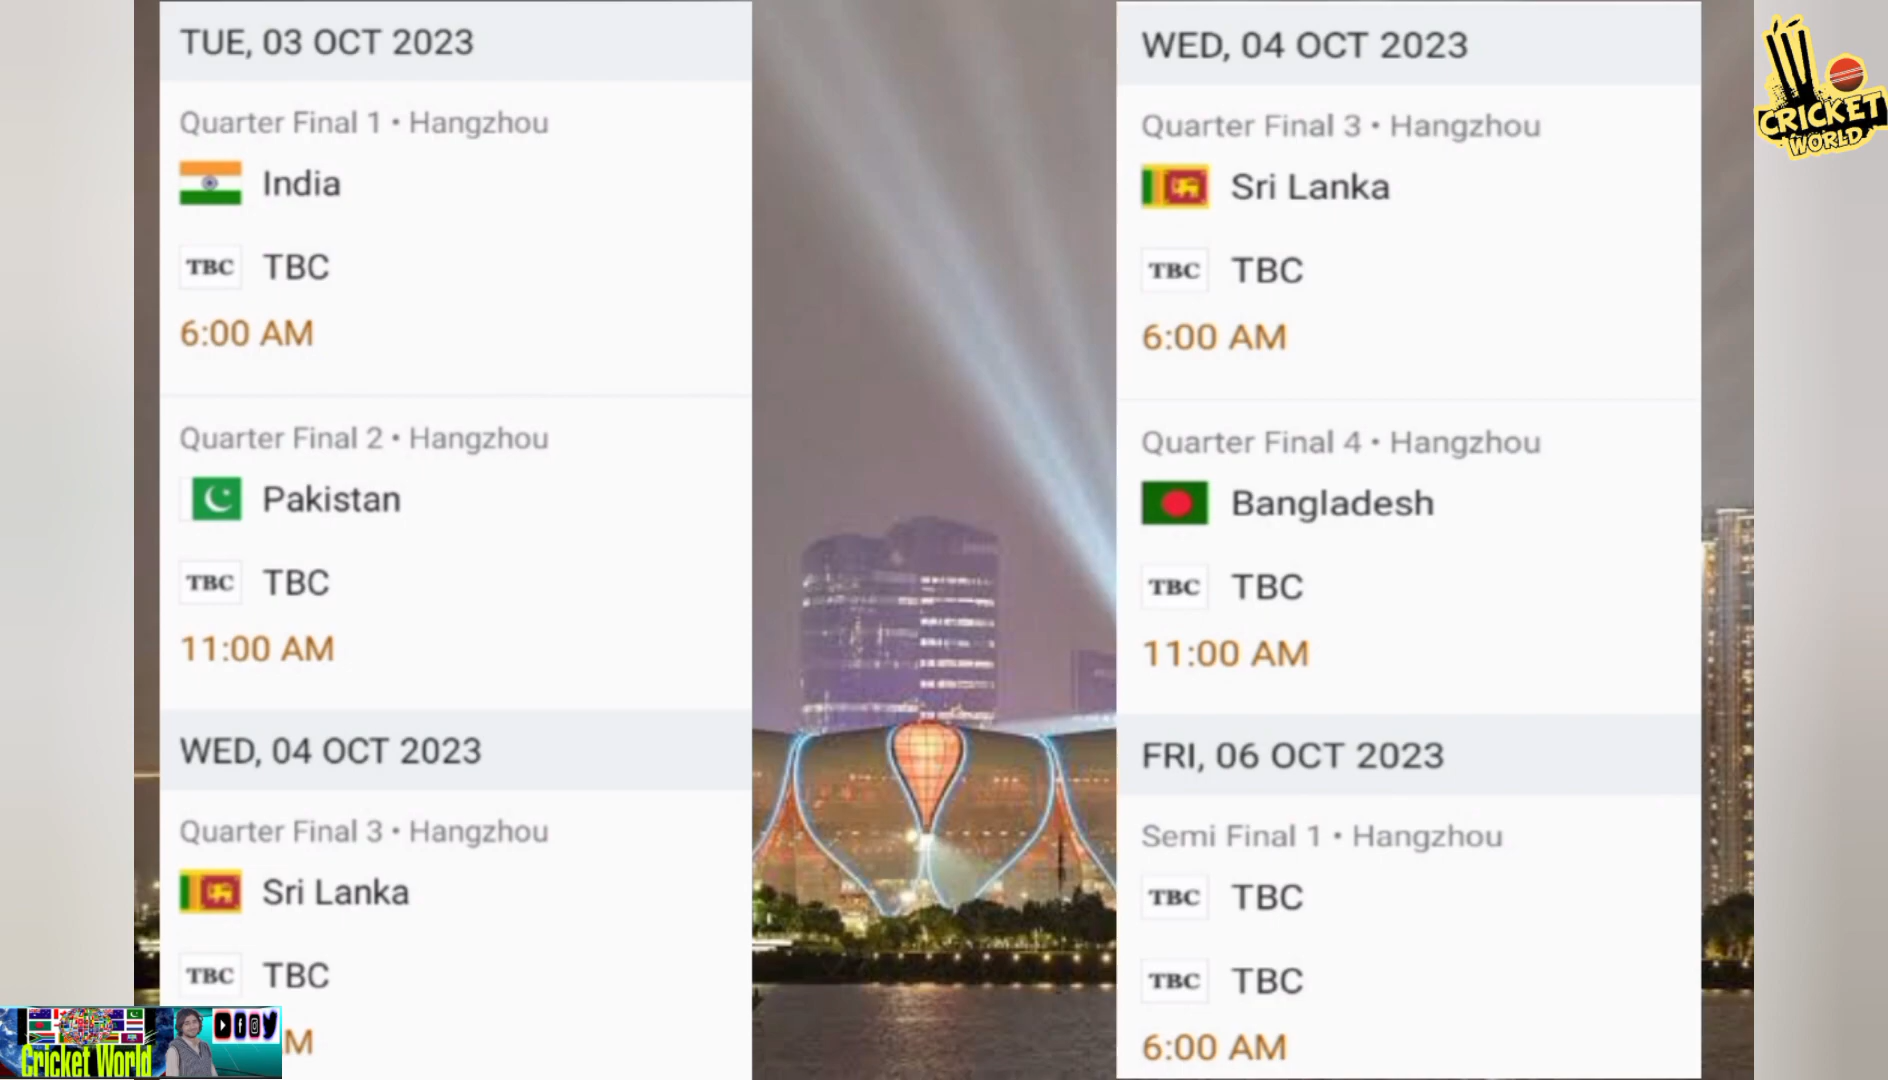 TUE, 03 OCT 2023
Quarter Final 1 • Hangzhou
India
TBC TBC
6:00 AM
Quarter Final 2 • Hangzhou
Pakistan
TBC TBC
11:00 AM
WED, 04 OCT 2023
Quarter Final 3 • Hangzhou
Sri Lanka
TBC TBC
M
Cricket World
WED, 04 OCT 2023
Quarter Final 3 • Hangzhou
Sri Lanka
TBC TBC
6:00 AM
Quarter Final 4 • Hangzhou
Bangladesh
TBC TBC
11:00 AM
FRI, 06 OCT 2023
Semi Final 1 • Hangzhou
TBC TBC
TBC TBC
6:00 AM
CRICKET
WORLD